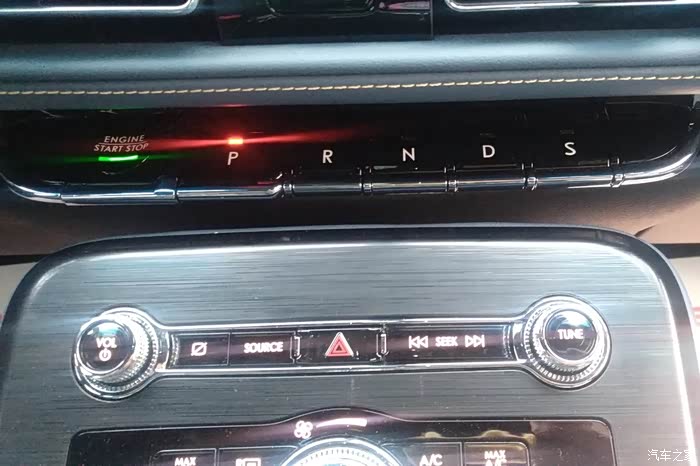 ENGINE
START STOP
P R N D S
VOL SOURCE SEEK TUNE
MAX A/C MAX
A/C
汽车之家